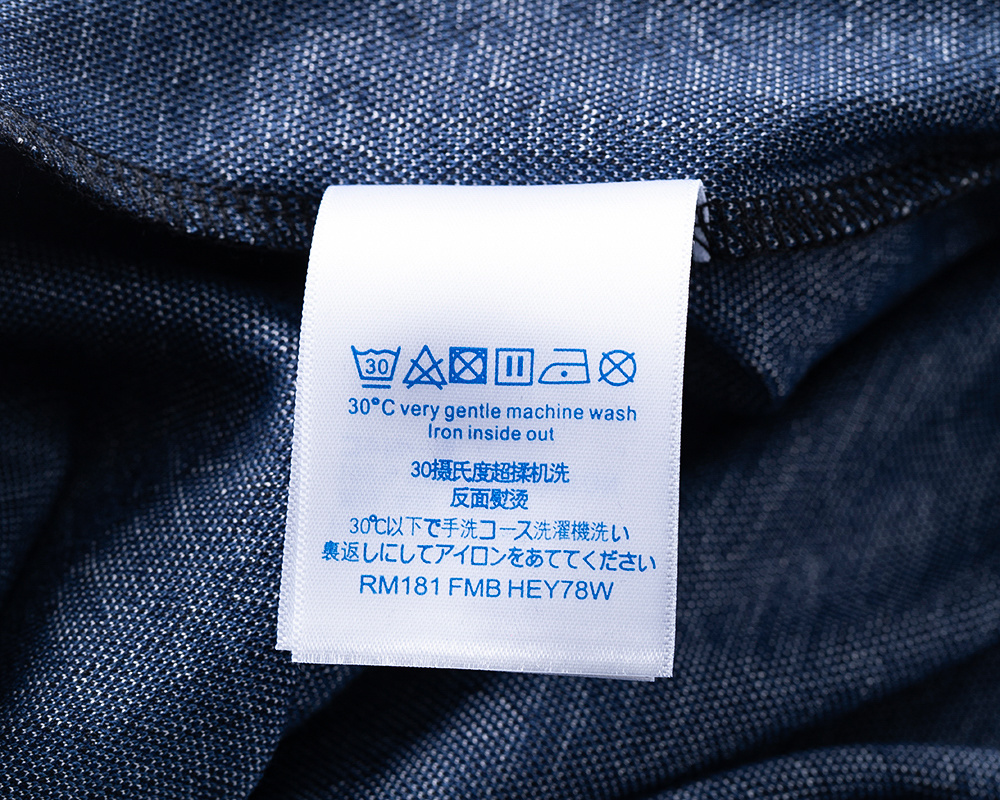 30
30°C very gentle machine wash
Iron inside out
30摄氏度超揉机洗
反面熨烫
30℃以下で手洗コース洗濯機洗い
裏返しにしてアイロンをあててください
RM181 FMB HEY78W